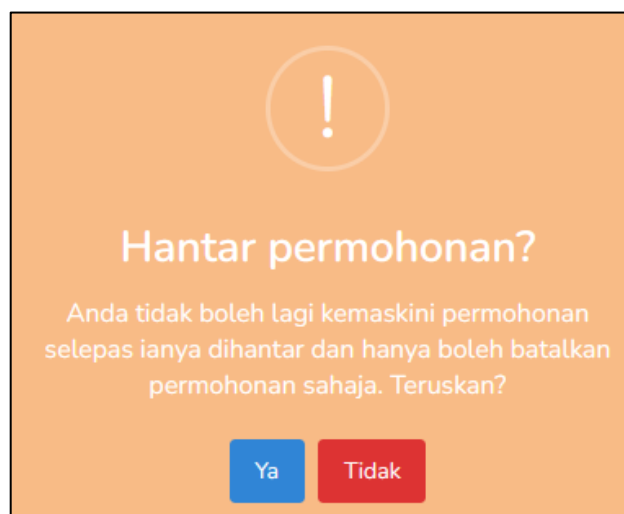 !
Hantar permohonan?
Anda tidak boleh lagi kemaskini permohonan
selepas ianya dihantar dan hanya boleh batalkan
permohonan sahaja. Teruskan?
Ya
Tidak